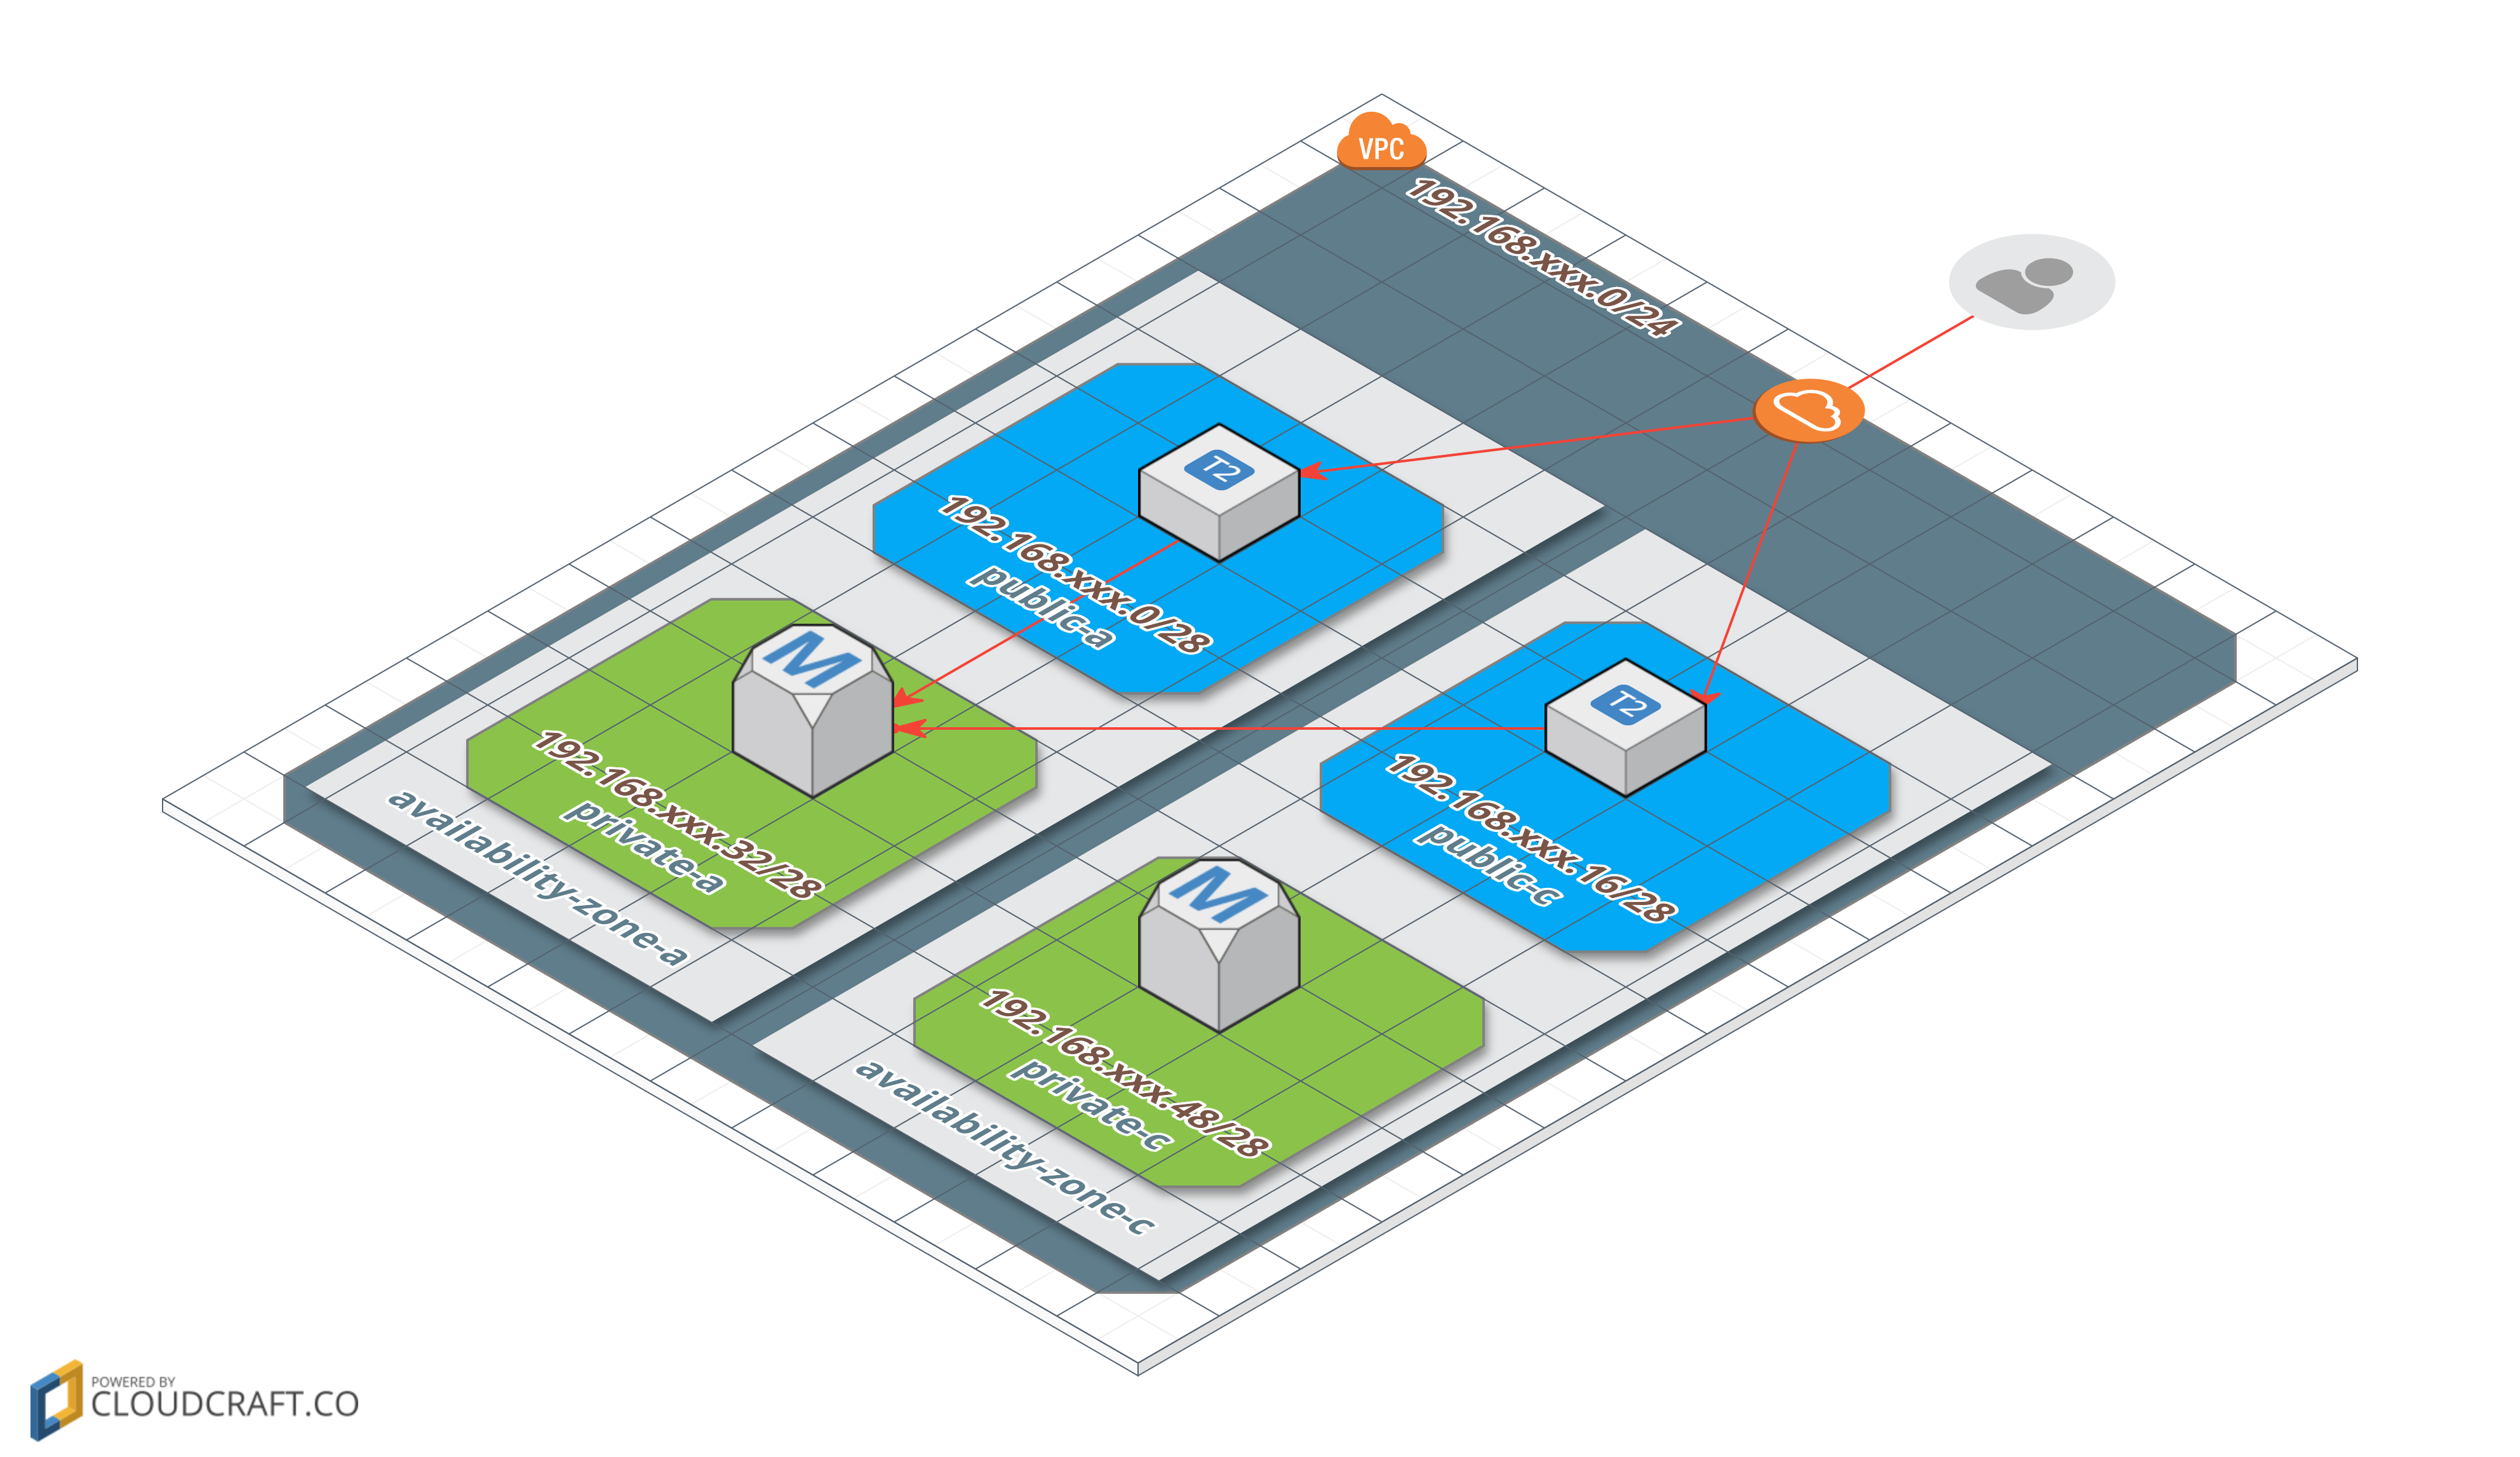 VPC
192.168.xxx.0/24
T2
192.168.xxx.0/28
public-a
M
192.168.xxx.32/28
private-a
availability-zone-a
T2
192.168.xxx.16/28
public-c
M
192.168.xxx.48/28
private-c
availability-zone-c
POWERED BY
CLOUDCRAFT.CO